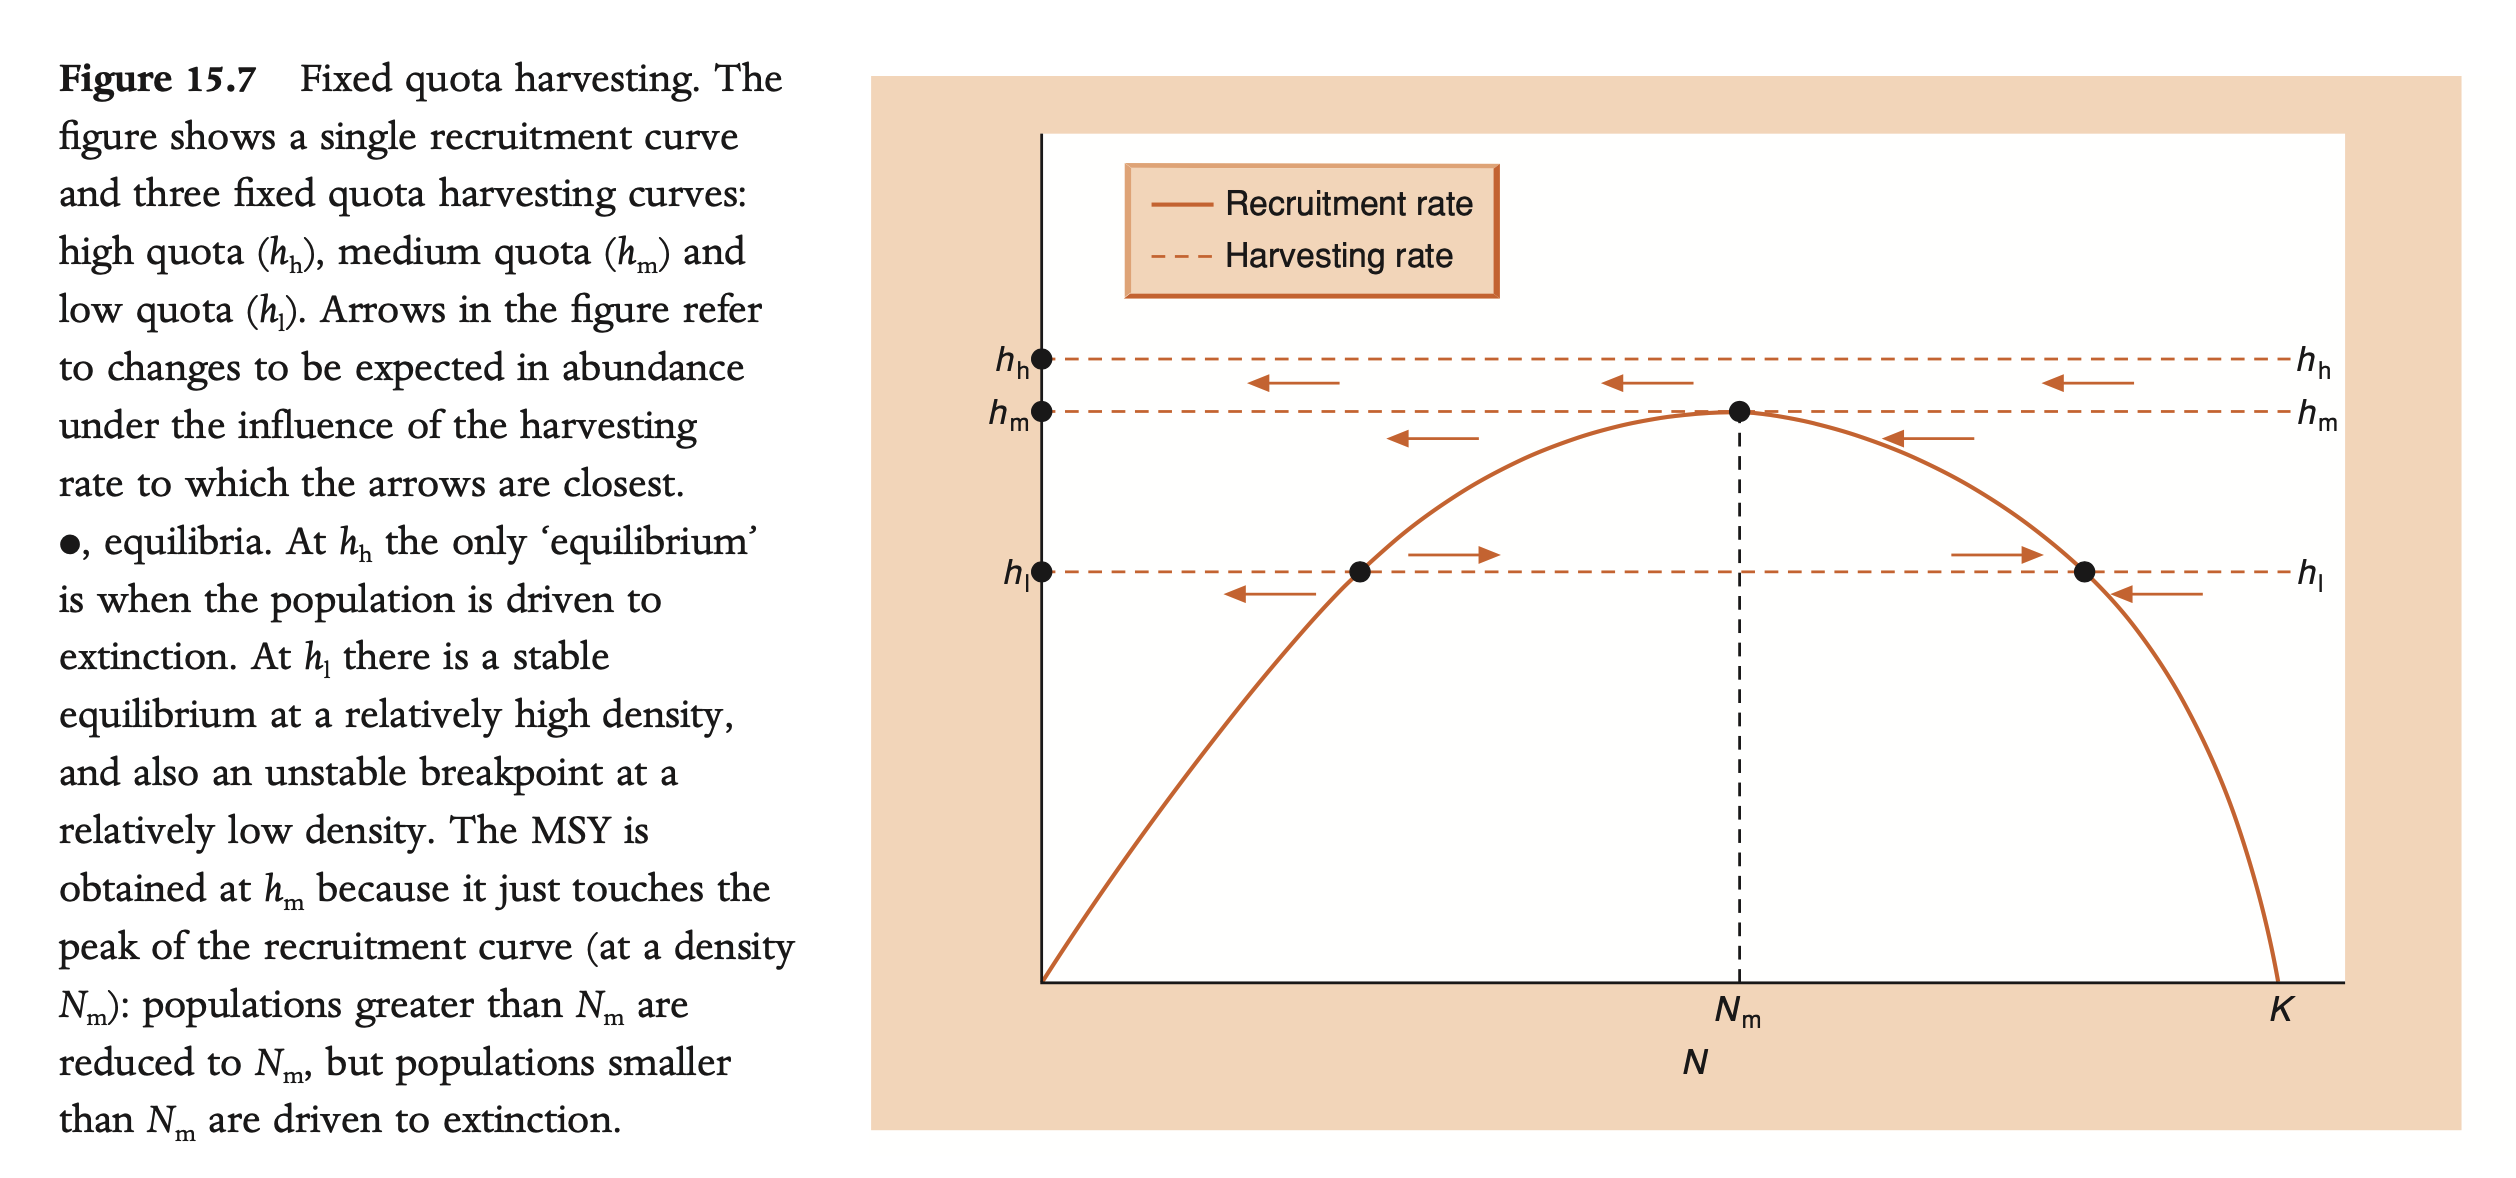 Figure 15.7 Fixed quota harvesting. The
figure shows a single recruitment curve
and three fixed quota harvesting curves:
high quota (hh), medium quota (hm) and
low quota (hl). Arrows in the figure refer
to changes to be expected in abundance
under the influence of the harvesting
rate to which the arrows are closest.
●, equilibria. At hh the only ‘equilibrium’
is when the population is driven to
extinction. At hl there is a stable
equilibrium at a relatively high density,
and also an unstable breakpoint at a
relatively low density. The MSY is
obtained at hm because it just touches the
peak of the recruitment curve (at a density
Nm): populations greater than Nm are
reduced to Nm, but populations smaller
than Nm are driven to extinction.
Recruitment rate
Harvesting rate
hh
hh
hm
hm
hl
hl
Nm
K
N